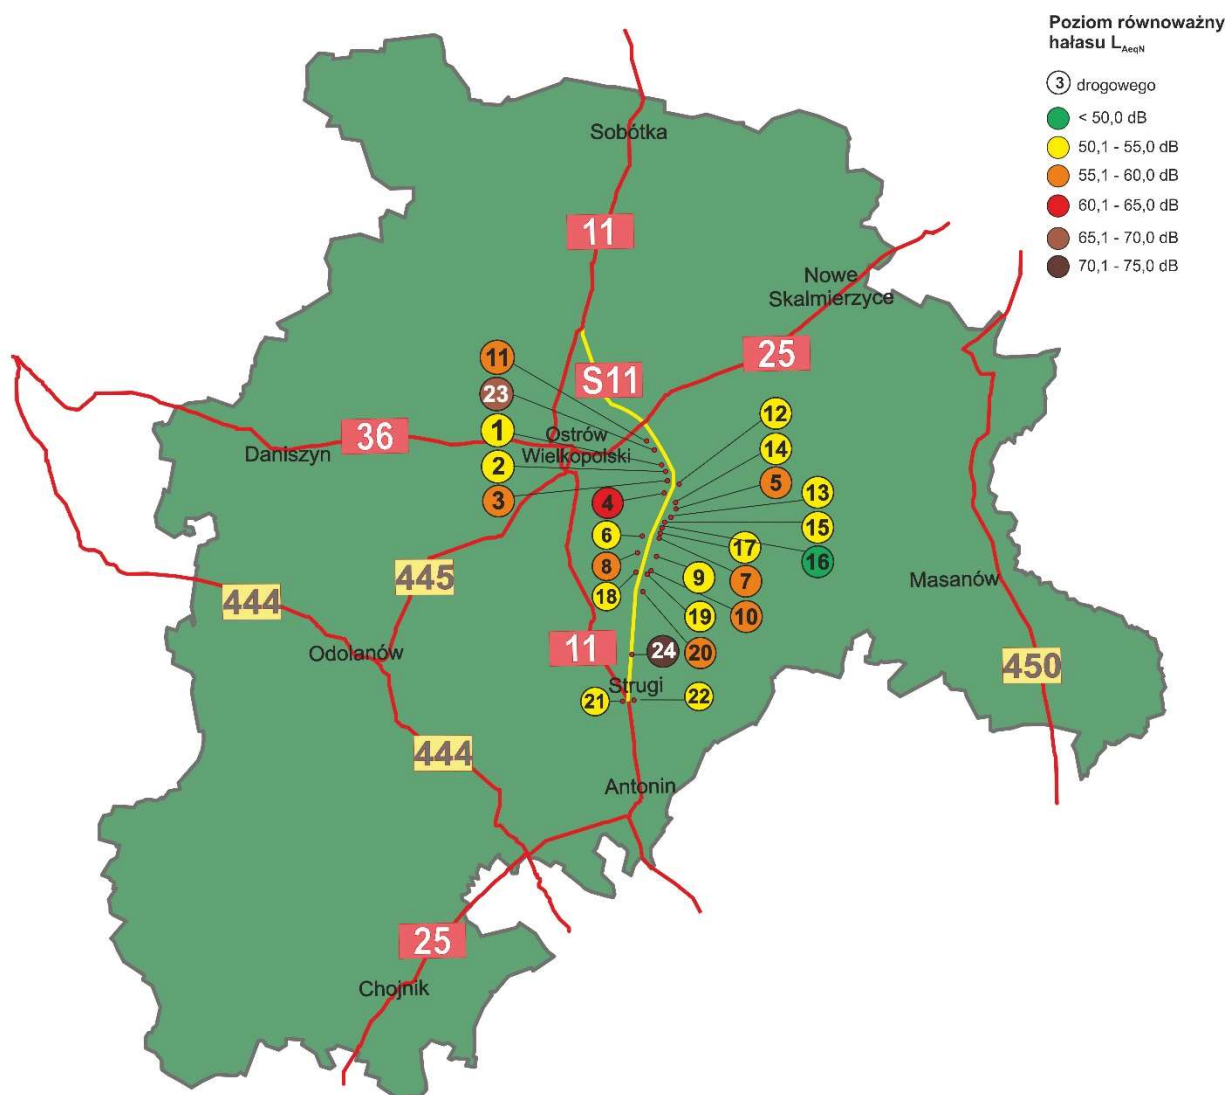 Poziom równoważny
hałasu LAeqN
3 drogowego
< 50,0 dB
50,1 - 55,0 dB
55,1 - 60,0 dB
60,1 - 65,0 dB
65,1 - 70,0 dB
70,1 - 75,0 dB
Sobótka
11
Nowe
Skalmierzyce
25
S11
11
23
1
2
3
36
Daniszyn
Ostrów
Wielkopolski
12
14
5
13
4
15
6
17
16
8
9
7
18
19
10
445
444
Odolanów
11
24
20
Strugi
21
22
Masanów
450
444
Antonin
25
Chojnik